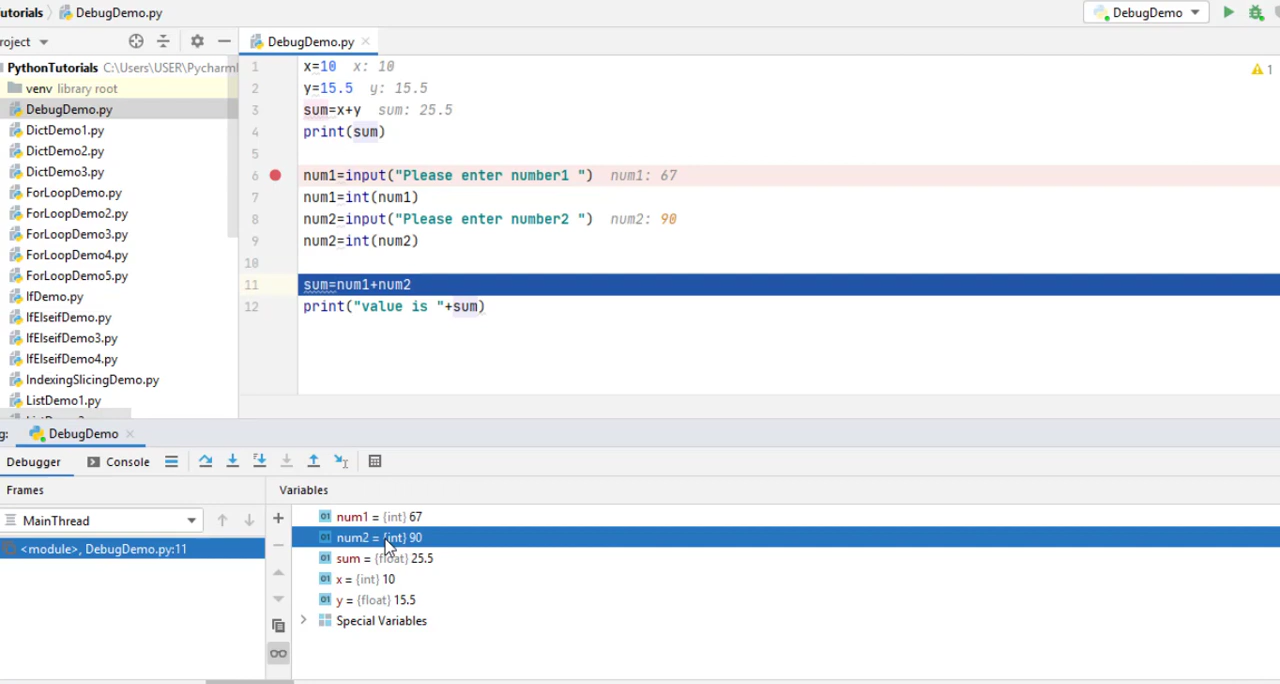 utorials DebugDemo.py DebugDemo
roject DebugDemo.py
PythonTutorials C:\Users\USER\Pycharml
venv library root
DebugDemo.py
DictDemo1.py
DictDemo2.py
DictDemo3.py
ForLoopDemo.py
ForLoopDemo2.py
ForLoopDemo3.py
ForLoopDemo4.py
ForLoopDemo5.py
IfDemo.py
IfElseifDemo.py
IfElseifDemo3.py
IfElseifDemo4.py
IndexingSlicingDemo.py
ListDemo1.py
1 x=10 x: 10
2 y=15.5 y: 15.5
3 sum=x+y sum: 25.5
4 print(sum)
5
6 num1=input("Please enter number1 ") num1: 67
7 num1=int(num1)
8 num2=input("Please enter number2 ") num2: 90
9 num2=int(num2)
10
11 sum=num1+num2
12 print("value is "+sum)
1
g: DebugDemo
Debugger Console
Frames Variables
MainThread
<module>, DebugDemo.py:11
num1 = {int} 67
num2 = {int} 90
sum = {float} 25.5
x = {int} 10
y = {float} 15.5
Special Variables